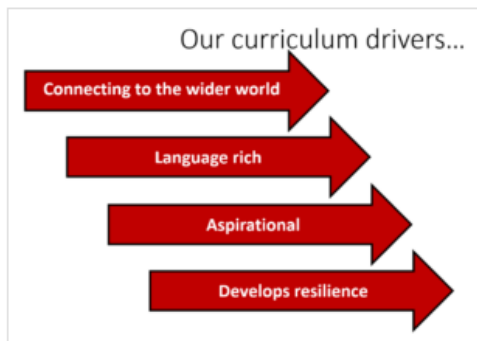 Our curriculum drivers...
Connecting to the wider world
Language rich
Aspirational
Develops resilience